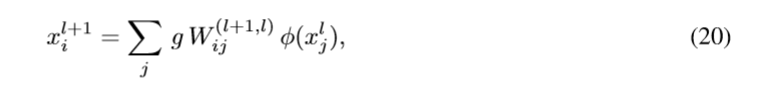 x_i^{l+1} = \sum_j g W_{ij}^{(l+1,l)} \phi(x_j^l), (20)